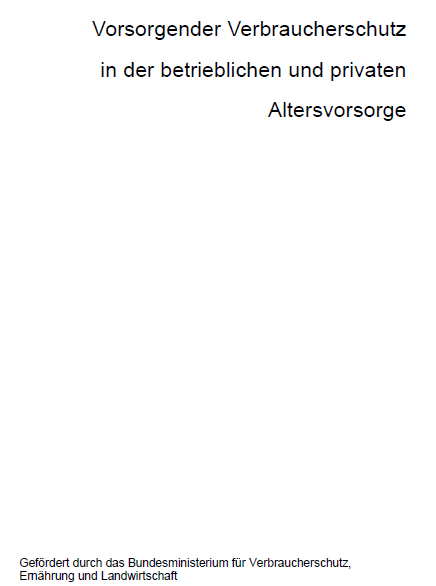 Vorsorgender Verbraucherschutz
in der betrieblichen und privaten
Altersvorsorge
Gefördert durch das Bundesministerium für Verbraucherschutz,
Ernährung und Landwirtschaft